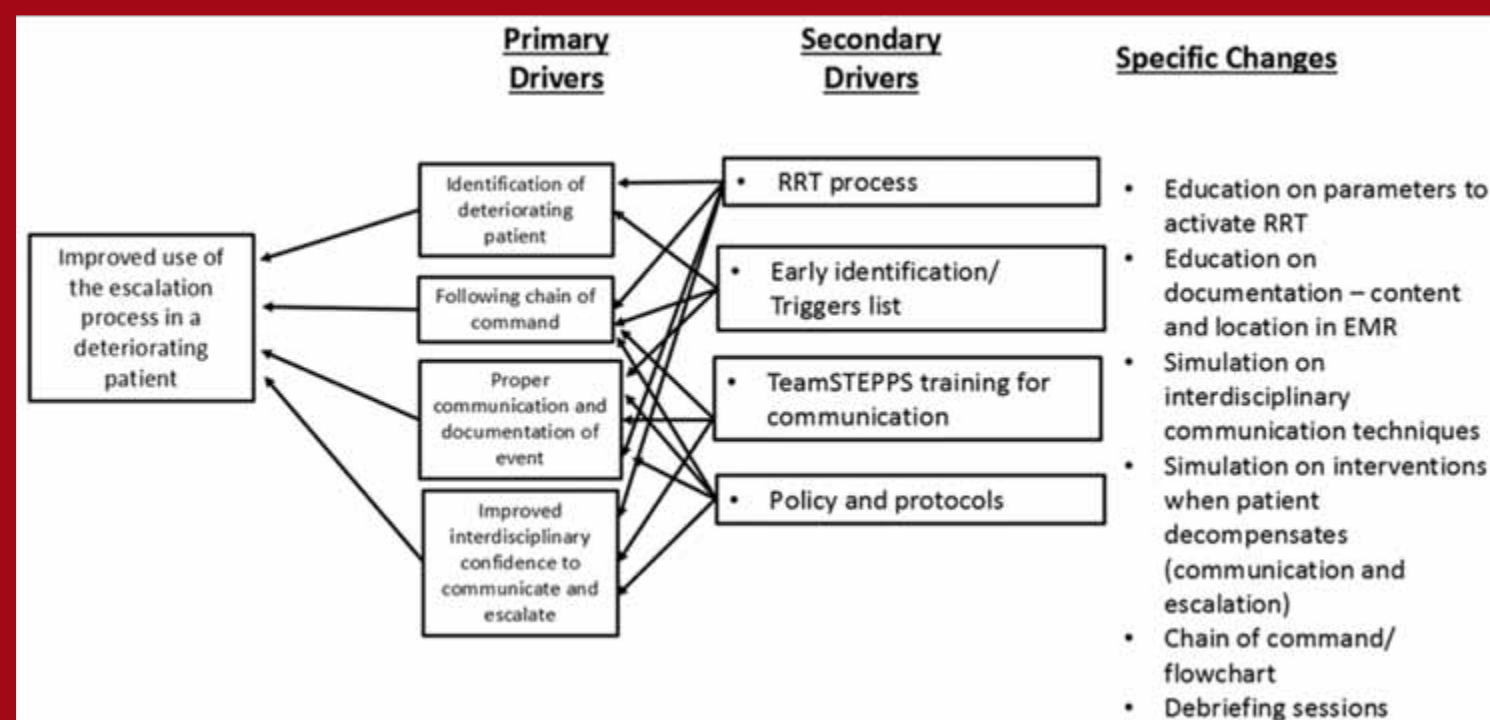 Primary
Drivers
Secondary
Drivers
Specific Changes
Improved use of
the escalation
process in a
deteriorating
patient
Identification of
deteriorating
patient
Following chain of
command
Proper
communication and
documentation of
event
Improved
interdisciplinary
confidence to
communicate and
escalate
• RRT process
• Early identification/
Triggers list
• TeamSTEPPS training for
communication
• Policy and protocols
• Education on parameters to
activate RRT
• Education on
documentation – content
and location in EMR
• Simulation on
interdisciplinary
communication techniques
• Simulation on interventions
when patient
decompensates
(communication and
escalation)
• Chain of command/
flowchart
• Debriefing sessions